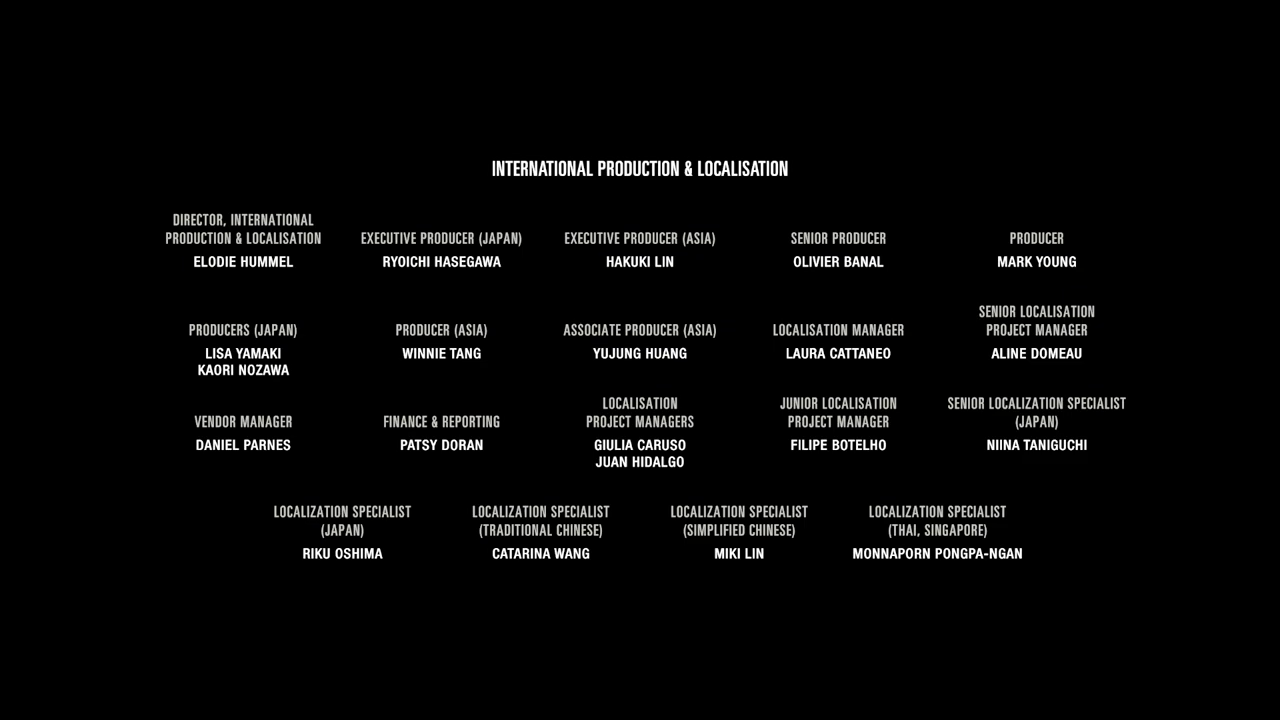 INTERNATIONAL PRODUCTION & LOCALISATION
DIRECTOR, INTERNATIONAL
PRODUCTION & LOCALISATION
ELODIE HUMMEL
EXECUTIVE PRODUCER (JAPAN)
RYOICHI HASEGAWA
EXECUTIVE PRODUCER (ASIA)
HAKUKI LIN
SENIOR PRODUCER
OLIVIER BANAL
PRODUCER
MARK YOUNG
PRODUCERS (JAPAN)
LISA YAMAKI
KAORI NOZAWA
PRODUCER (ASIA)
WINNIE TANG
ASSOCIATE PRODUCER (ASIA)
YUJUNG HUANG
LOCALISATION MANAGER
LAURA CATTANEO
SENIOR LOCALISATION
PROJECT MANAGER
ALINE DOMEAU
VENDOR MANAGER
DANIEL PARNES
FINANCE & REPORTING
PATSY DORAN
LOCALISATION
PROJECT MANAGERS
GIULIA CARUSO
JUAN HIDALGO
JUNIOR LOCALISATION
PROJECT MANAGER
FILIPE BOTELHO
SENIOR LOCALIZATION SPECIALIST
(JAPAN)
NIINA TANIGUCHI
LOCALIZATION SPECIALIST
(JAPAN)
RIKU OSHIMA
LOCALIZATION SPECIALIST
(TRADITIONAL CHINESE)
CATARINA WANG
LOCALIZATION SPECIALIST
(SIMPLIFIED CHINESE)
MIKI LIN
LOCALIZATION SPECIALIST
(THAI, SINGAPORE)
MONNAPORN PONGPA-NGAN